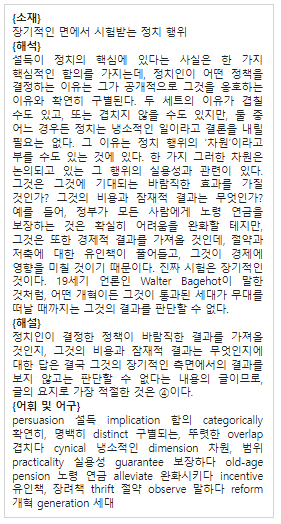 {소재}
장기적인 면에서 시험받는 정치 행위
{해석}
설득이 정치의 핵심에 있다는 사실은 한 가지
핵심적인 함의를 가지는데, 정치인이 어떤 정책을
결정하는 이유는 그가 공개적으로 그것을 옹호하는
이유와 확연히 구별된다. 두 세트의 이유가 겹칠
수도 있고, 또는 겹치지 않을 수도 있지만, 둘 중
어느 경우든 정치는 냉소적인 일이라고 결론을 내릴
필요는 없다. 그 이유는 정치 행위의 ‘차원’이라고
부를 수도 있는 것에 있다. 한 가지 그러한 차원은
논의되고 있는 그 행위의 실용성과 관련이 있다.
그것은 그것에 기대되는 바람직한 효과를 가질
것인가? 그것의 비용과 잠재적 결과는 무엇인가?
예를 들어, 정부가 모든 사람에게 노령 연금을
보장하는 것은 확실히 어려움을 완화할 테지만,
그것은 또한 경제적 결과를 가져올 것인데, 절약과
저축에 대한 유인책이 줄어들고, 그것이 경제에
영향을 미칠 것이기 때문이다. 진짜 시험은 장기적인
것이다. 19세기 언론인 Walter Bagehot이 말한
것처럼, 어떤 개혁이든 그것이 통과된 세대가 무대를
떠날 때까지는 그것의 결과를 판단할 수 없다.
{해설}
정치인이 결정한 정책이 바람직한 결과를 가져올
것인지, 그것의 비용과 잠재적 결과는 무엇인지에
대한 답은 결국 그것의 장기적인 측면에서의 결과를
보지 않고는 판단할 수 없다는 내용의 글이므로,
글의 요지로 가장 적절한 것은 ④이다.
{어휘 및 어구}
persuasion 설득 implication 함의 categorically
확연히, 명백히 distinct 구별되는, 뚜렷한 overlap
겹치다 cynical 냉소적인 dimension 차원, 범위
practicality 실용성 guarantee 보장하다 old-age
pension 노령 연금 alleviate 완화시키다 incentive
유인책, 장려책 thrift 절약 observe 말하다 reform
개혁 generation 세대